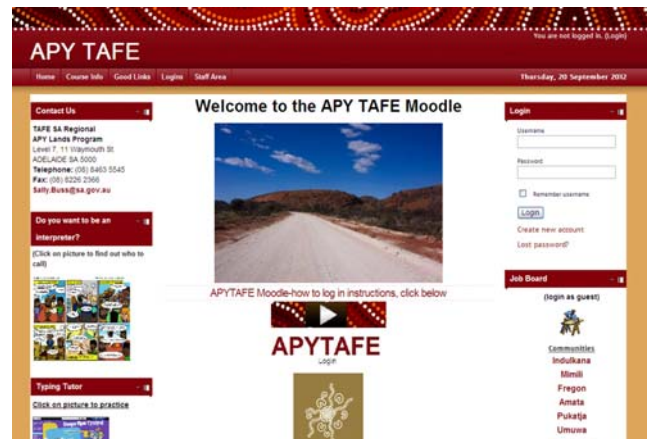 You are not logged in. (Login)
APY TAFE
Home Course Info Good Links Logins Staff Area
Thursday, 20 September 2012
Contact Us
TAFE SA Regional
APY Lands Program
Level 7, 11 Waymouth St
ADELAIDE SA 5000
Telephone: (08) 8463 5545
Fax: (08) 8226 2366
Sally.Buss@sa.gov.au
Do you want to be an
interpreter?
(Click on picture to find out who to
call)
Typing Tutor
Click on picture to practice
Welcome to the APY TAFE Moodle
APYTAFE Moodle-how to log in instructions, click below
APYTAFE
Login
Login
Username
Password
Remember username
Login
Create new account
Lost password?
Job Board
(login as guest)
Communities
Indulkana
Mimili
Fregon
Amata
Pukatja
Umuwa